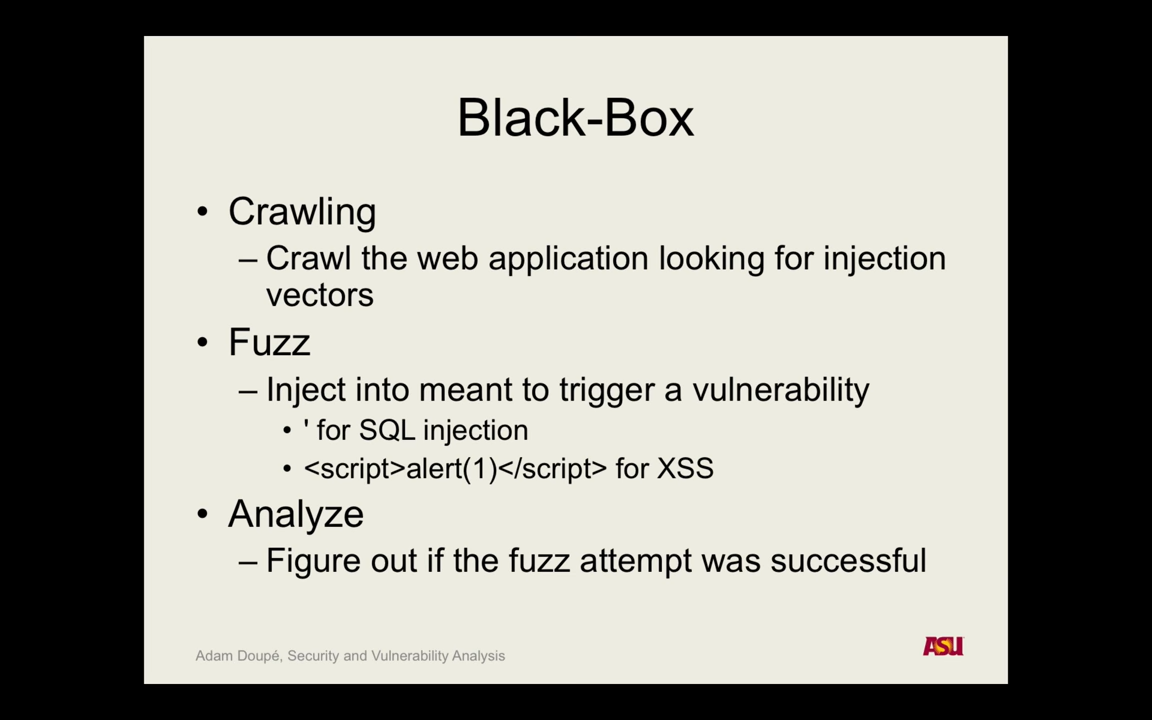 Black-Box
• Crawling
– Crawl the web application looking for injection
vectors
• Fuzz
– Inject into meant to trigger a vulnerability
• ' for SQL injection
• <script>alert(1)</script> for XSS
• Analyze
– Figure out if the fuzz attempt was successful
Adam Doupé, Security and Vulnerability Analysis
ASU